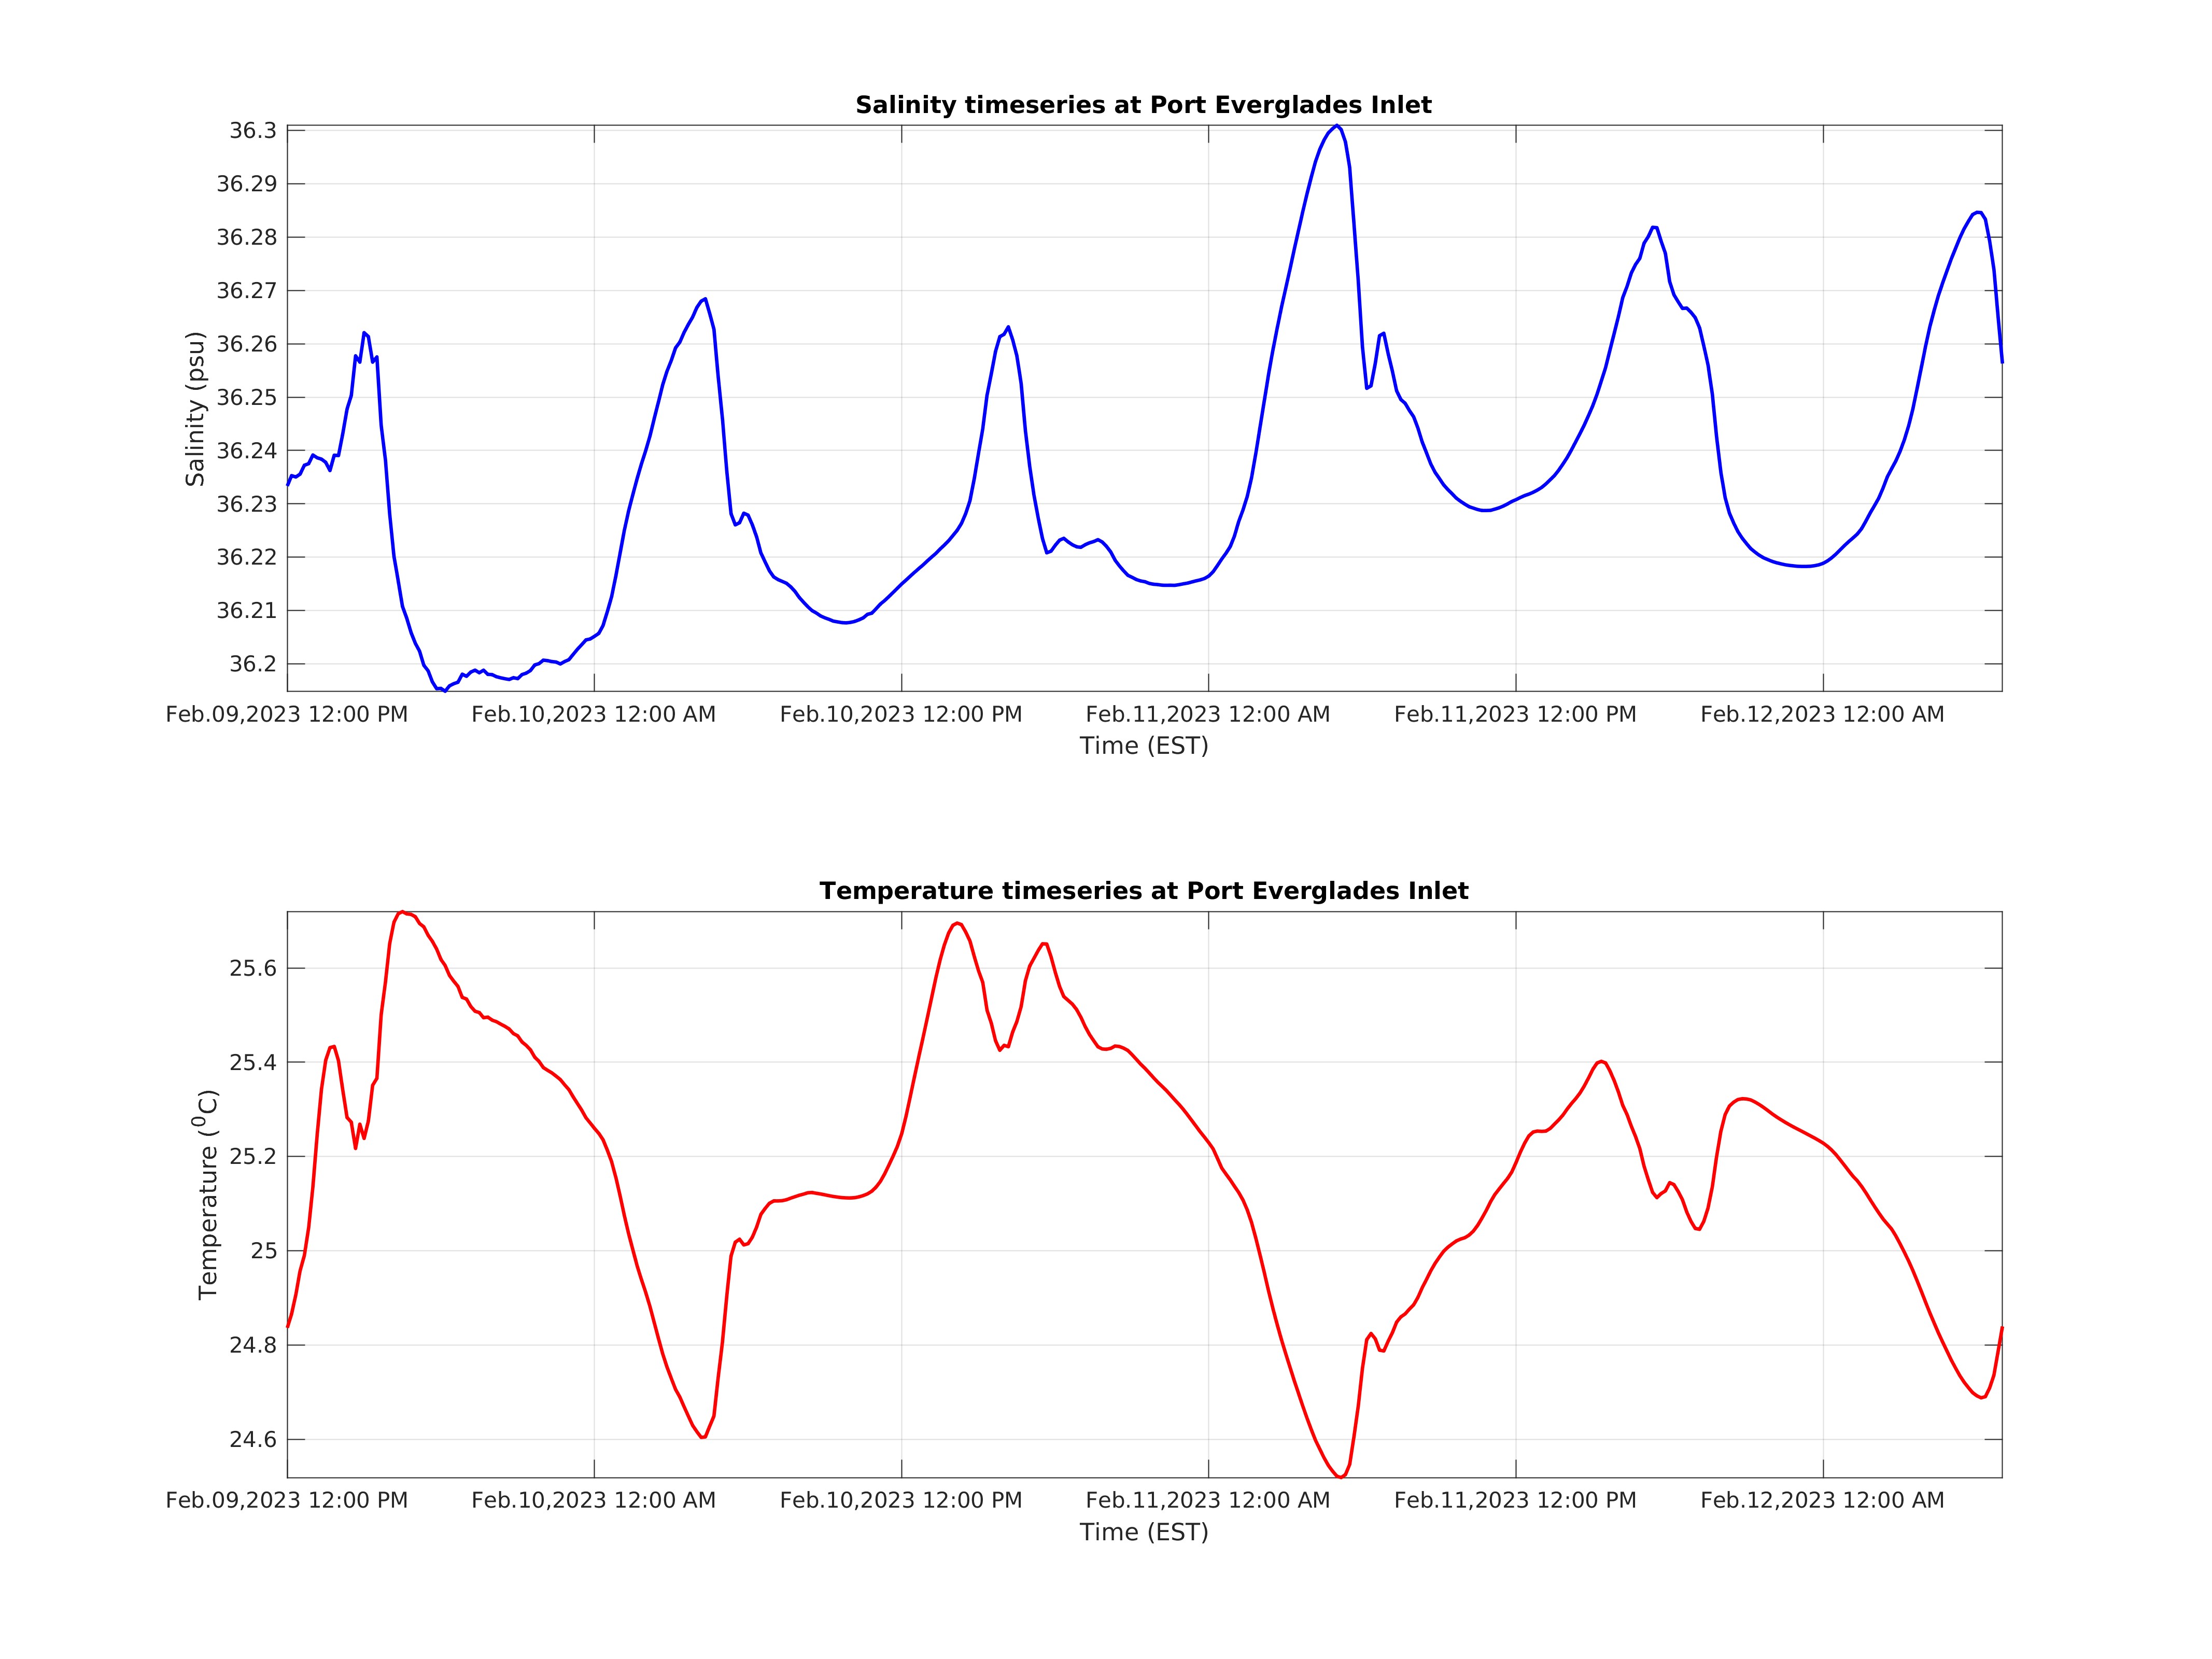 Salinity timeseries at Port Everglades Inlet
36.3
36.29
36.28
36.27
36.26
36.25
36.24
36.23
36.22
36.21
36.2
Salinity (psu)
Feb.09,2023 12:00 PM Feb.10,2023 12:00 AM Feb.10,2023 12:00 PM Feb.11,2023 12:00 AM Feb.11,2023 12:00 PM Feb.12,2023 12:00 AM
Time (EST)
Temperature timeseries at Port Everglades Inlet
25.6
25.4
25.2
25
24.8
24.6
Temperature (⁰C)
Feb.09,2023 12:00 PM Feb.10,2023 12:00 AM Feb.10,2023 12:00 PM Feb.11,2023 12:00 AM Feb.11,2023 12:00 PM Feb.12,2023 12:00 AM
Time (EST)